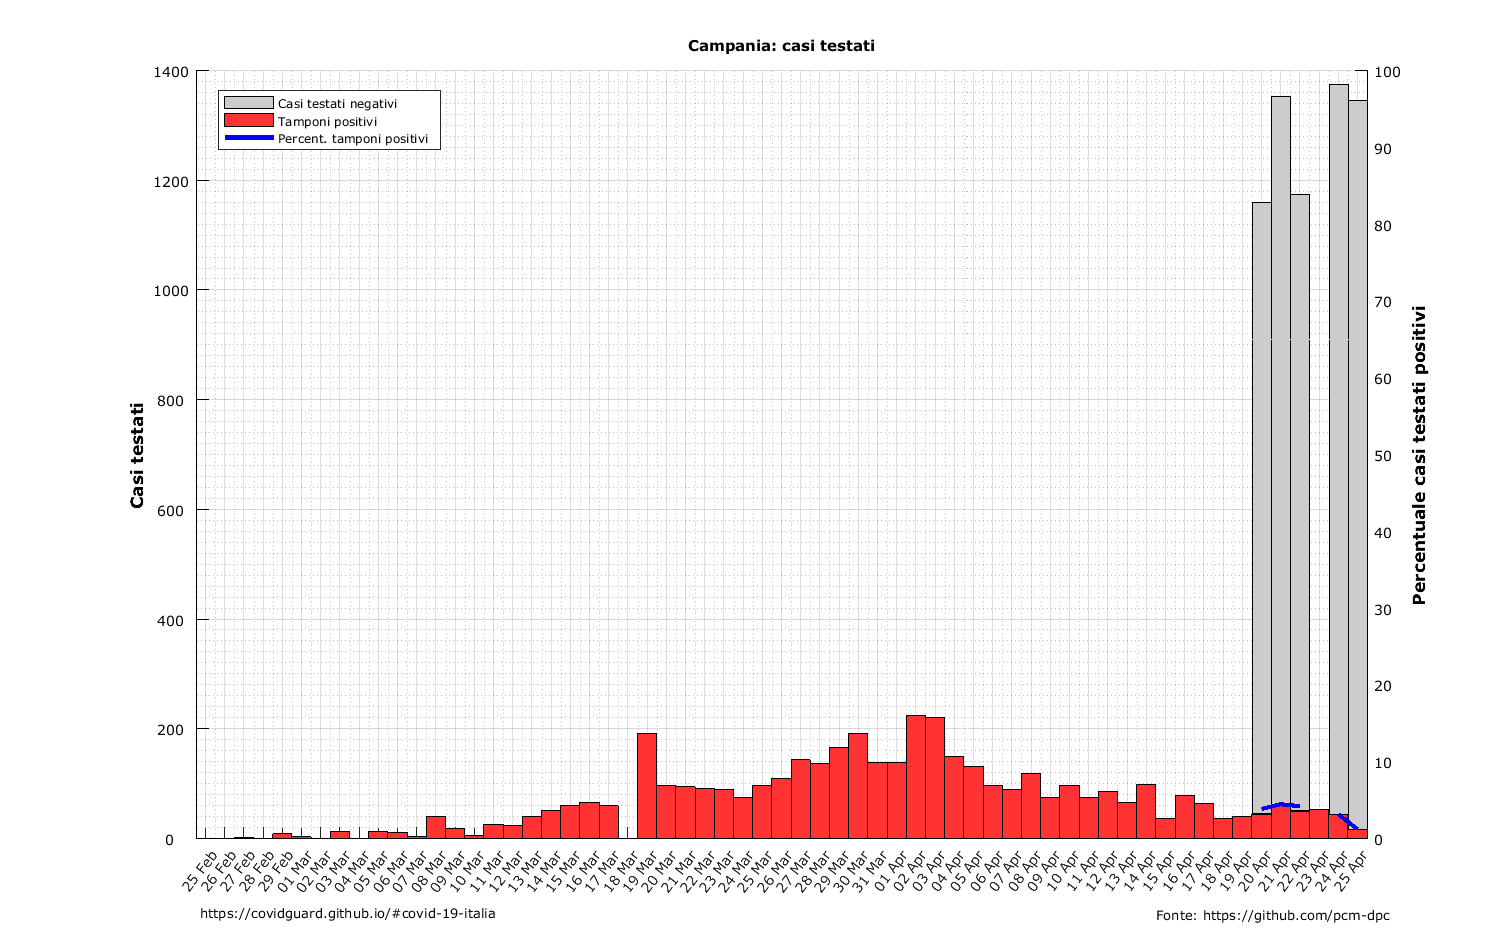 Campania: casi testati
1400
1200
1000
800
600
400
200
0
Casi testati
Casi testati negativi
Tamponi positivi
Percent. tamponi positivi
100
90
80
70
60
50
40
30
20
10
0
Percentuale casi testati positivi
25 Feb
26 Feb
27 Feb
28 Feb
29 Feb
01 Mar
02 Mar
03 Mar
04 Mar
05 Mar
06 Mar
07 Mar
08 Mar
09 Mar
10 Mar
11 Mar
12 Mar
13 Mar
14 Mar
15 Mar
16 Mar
17 Mar
18 Mar
19 Mar
20 Mar
21 Mar
22 Mar
23 Mar
24 Mar
25 Mar
26 Mar
27 Mar
28 Mar
29 Mar
30 Mar
31 Mar
01 Apr
02 Apr
03 Apr
04 Apr
05 Apr
06 Apr
07 Apr
08 Apr
09 Apr
10 Apr
11 Apr
12 Apr
13 Apr
14 Apr
15 Apr
16 Apr
17 Apr
18 Apr
19 Apr
20 Apr
21 Apr
22 Apr
23 Apr
24 Apr
25 Apr
https://covidguard.github.io/#covid-19-italia
Fonte: https://github.com/pcm-dpc